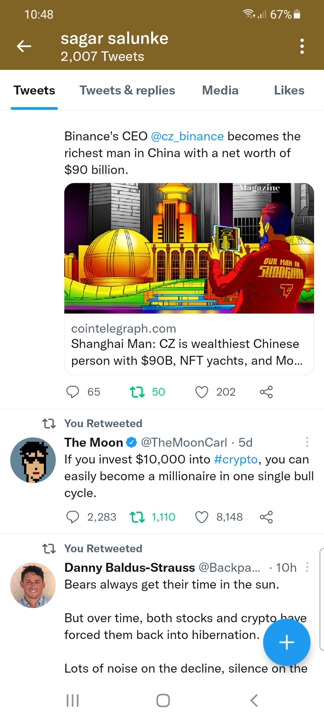 10:48
67%
sagar salunke
2,007 Tweets
Tweets
Tweets & replies
Media
Likes
Binance's CEO @cz_binance becomes the
richest man in China with a net worth of
$90 billion.
Magazine
OUR MAN IN
SHANGHAI
cointelegraph.com
Shanghai Man: CZ is wealthiest Chinese
person with $90B, NFT yachts, and Mo...
65
50
202
You Retweeted
The Moon @TheMoonCarl · 5d
If you invest $10,000 into #crypto, you can
easily become a millionaire in one single bull
cycle.
2,283
1,110
8,148
You Retweeted
Danny Baldus-Strauss @Backpa... · 10h
Bears always get their time in the sun.
But over time, both stocks and crypto have
forced them back into hibernation.
Lots of noise on the decline, silence on the